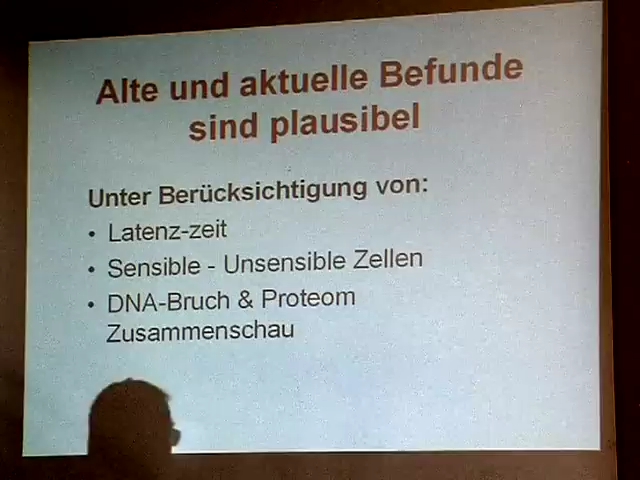 Alte und aktuelle Befunde
sind plausibel
Unter Berücksichtigung von:
• Latenz-zeit
• Sensible - Unsensible Zellen
• DNA-Bruch & Proteom
Zusammenschau